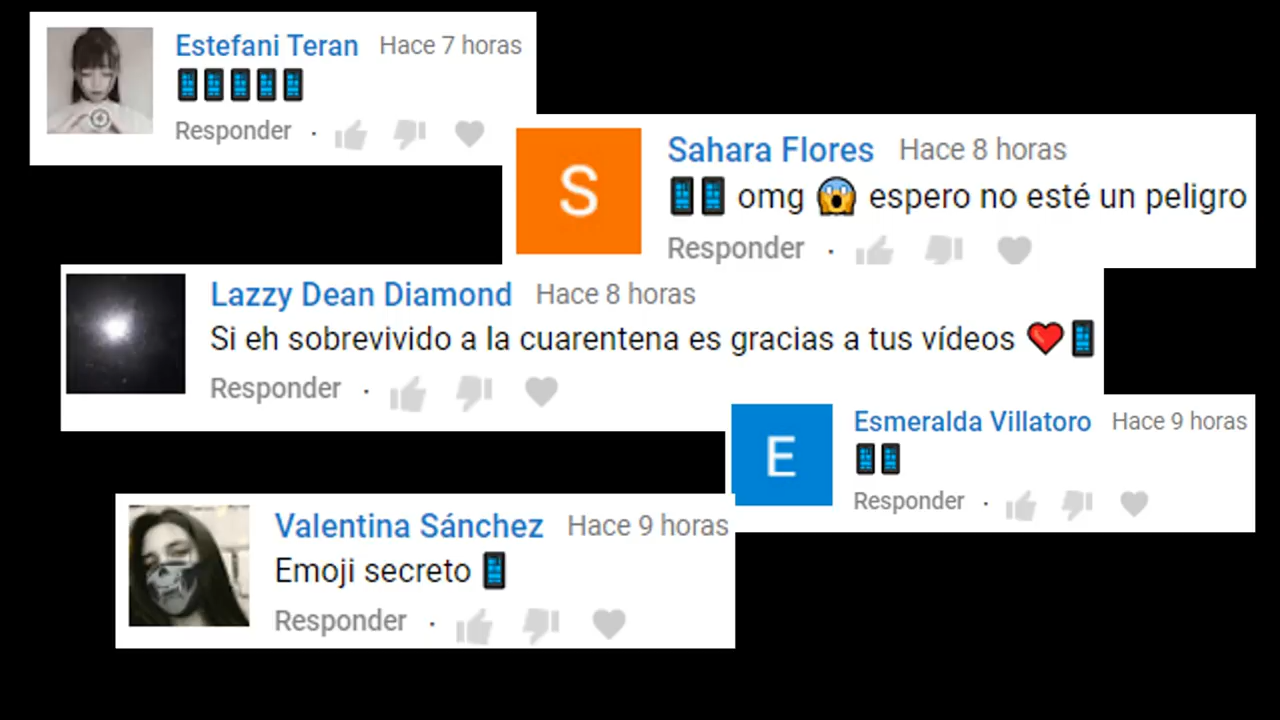 Estefani Teran Hace 7 horas
📱📱📱📱📱
Responder ·
S
Sahara Flores Hace 8 horas
📱📱 omg 😱 espero no esté un peligro
Responder ·
Lazzy Dean Diamond Hace 8 horas
Si eh sobrevivido a la cuarentena es gracias a tus vídeos ❤️📱
Responder ·
E
Esmeralda Villatoro Hace 9 horas
📱📱
Responder ·
Valentina Sánchez Hace 9 horas
Emoji secreto 📱
Responder ·